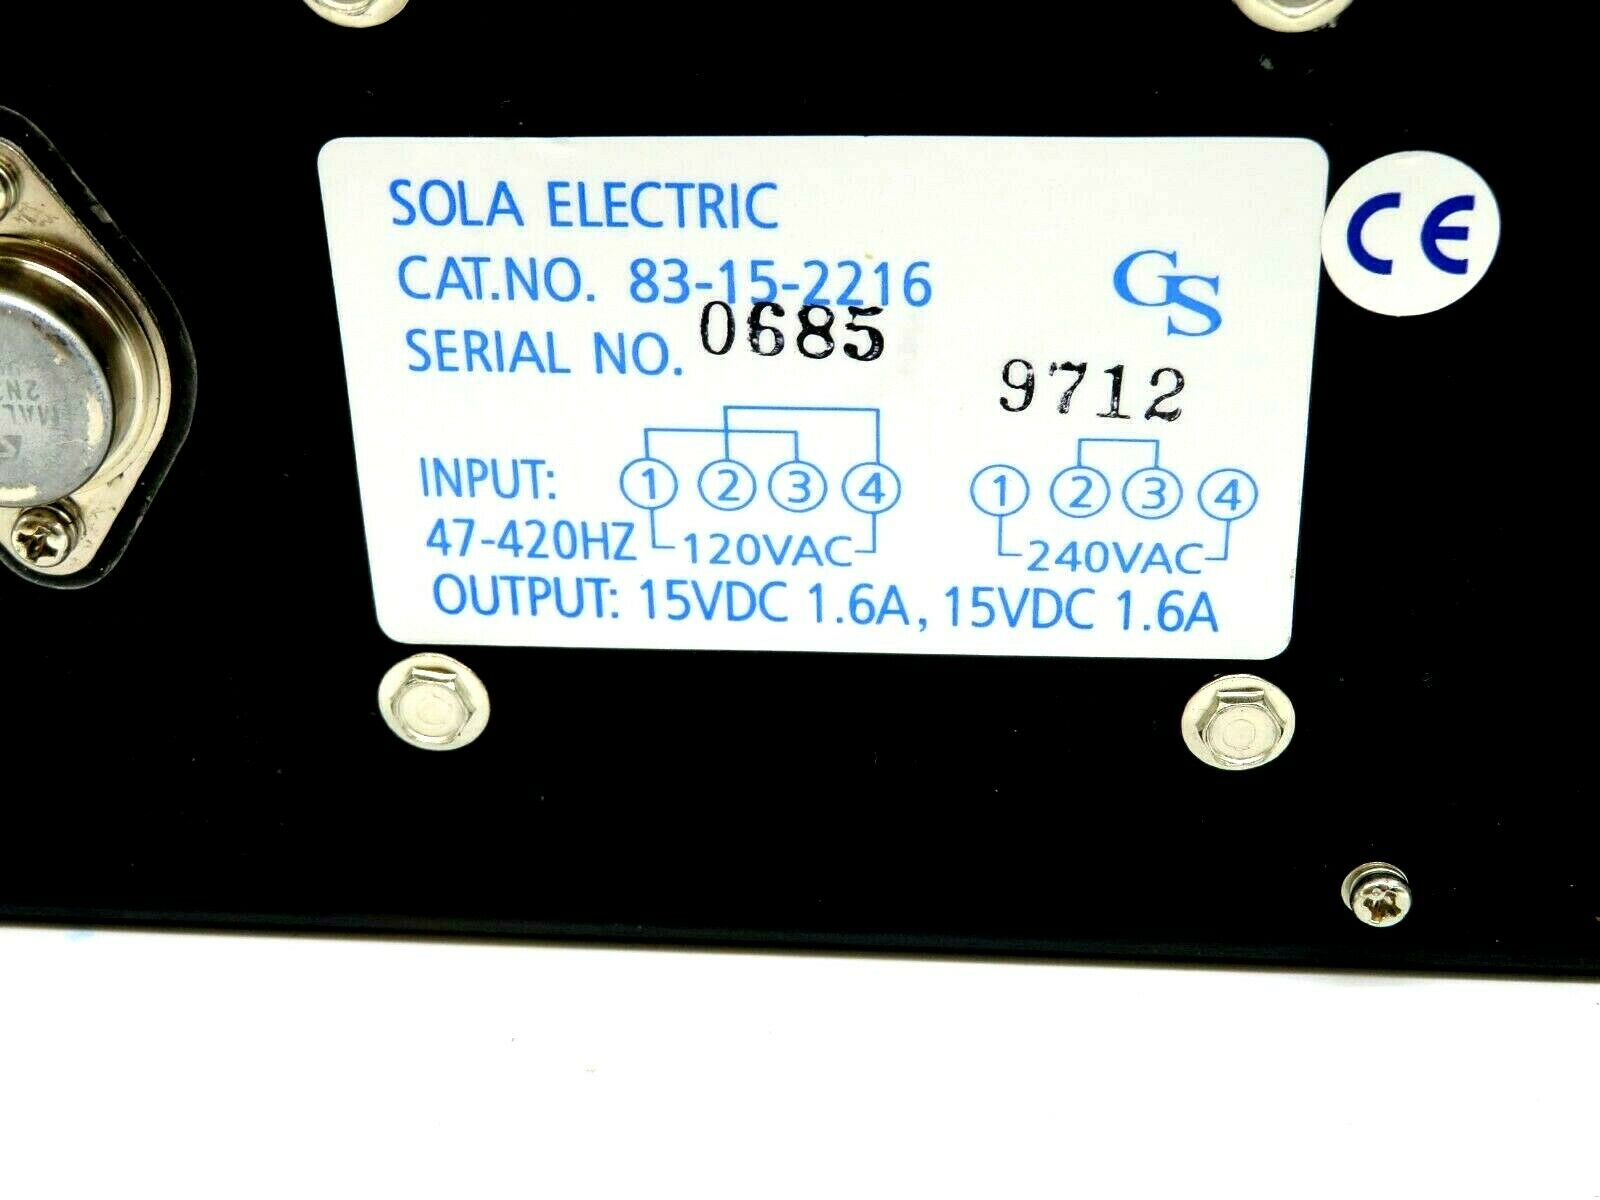 SOLA ELECTRIC
CAT.NO. 83-15-2216
SERIAL NO. 0685
GS
CE
9712
INPUT: 1 2 3 4 1 2 3 4
47-420HZ 120VAC 240VAC
OUTPUT: 15VDC 1.6A, 15VDC 1.6A